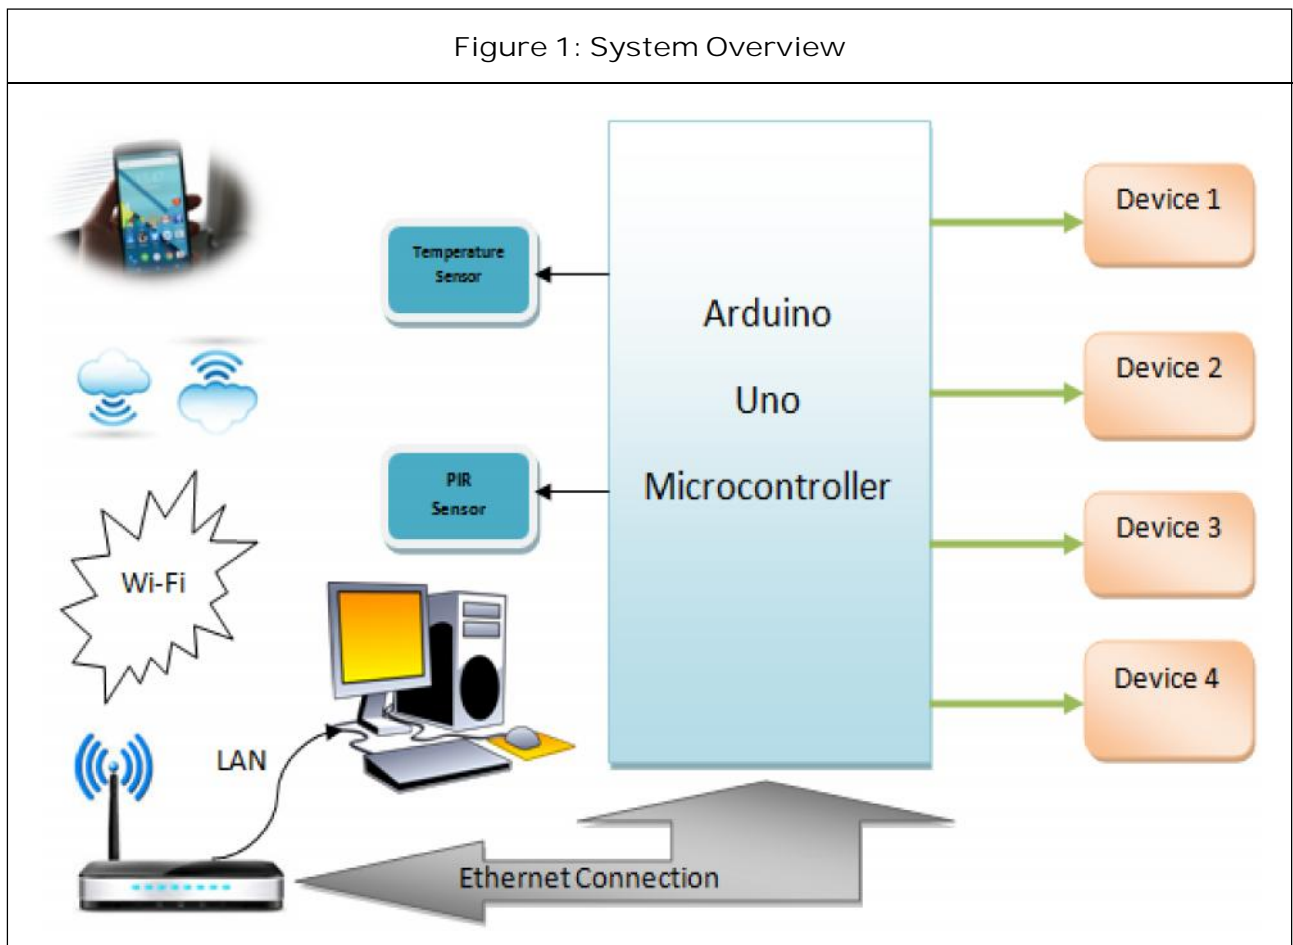 Figure 1: System Overview
Temperature
Sensor
PIR
Sensor
Arduino
Uno
Microcontroller
Device 1
Device 2
Device 3
Device 4
Wi-Fi
LAN
Ethernet Connection